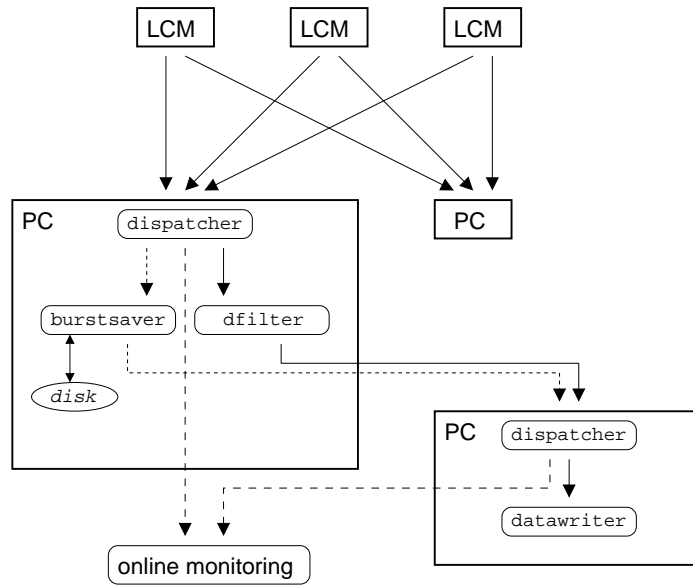 LCM
LCM
LCM
PC
dispatcher
PC
burstsaver
dfilter
disk
PC
dispatcher
datawriter
online monitoring